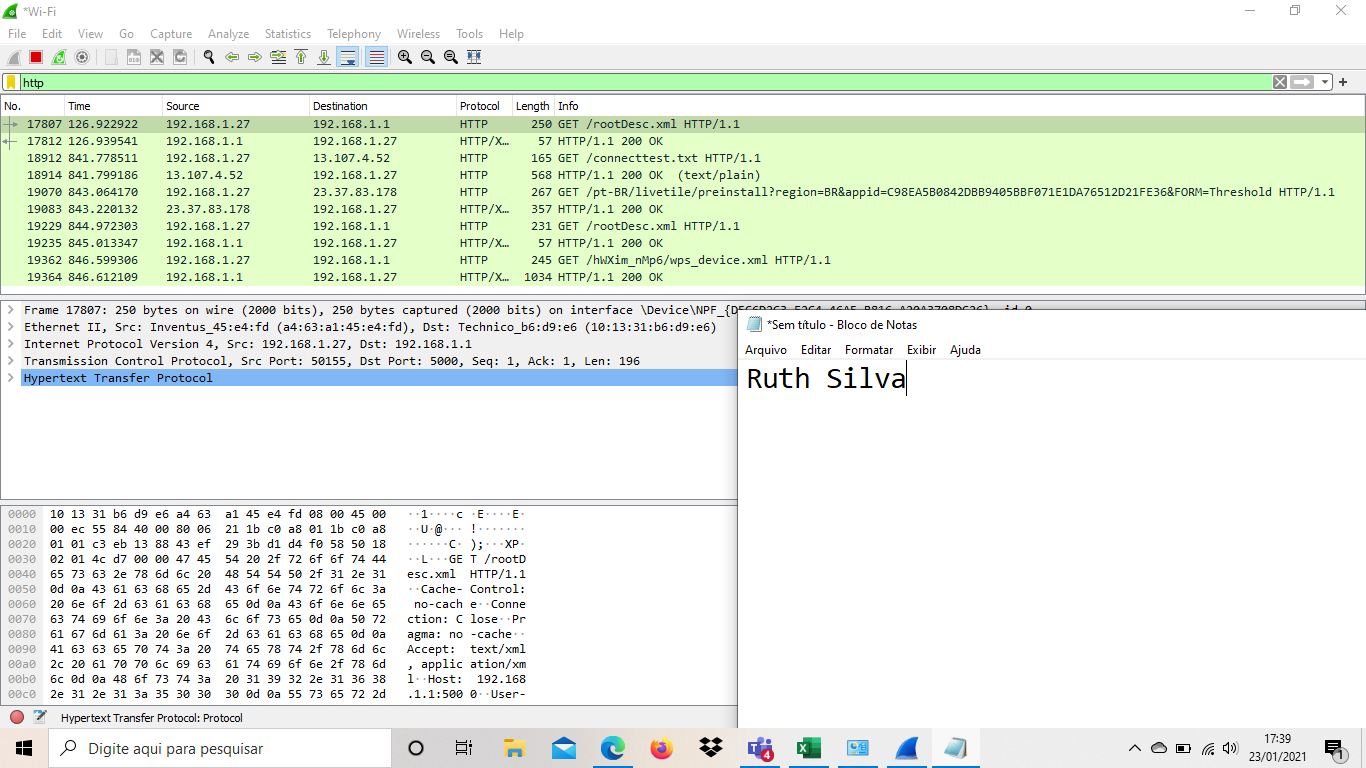 *Wi-Fi
File Edit View Go Capture Analyze Statistics Telephony Wireless Tools Help
http
No. Time Source Destination Protocol Length Info
17807 126.922922 192.168.1.27 192.168.1.1 HTTP 250 GET /rootDesc.xml HTTP/1.1
17812 126.939541 192.168.1.1 192.168.1.27 HTTP/X… 57 HTTP/1.1 200 OK
18912 841.778511 192.168.1.27 13.107.4.52 HTTP 165 GET /connecttest.txt HTTP/1.1
18914 841.799186 13.107.4.52 192.168.1.27 HTTP 568 HTTP/1.1 200 OK (text/plain)
19070 843.064170 192.168.1.27 23.37.83.178 HTTP 267 GET /pt-BR/livetile/preinstall?region=BR&appid=C98EA5B0842DBB9405BBF071E1DA76512D21FE36&FORM=Threshold HTTP/1.1
19083 843.220132 23.37.83.178 192.168.1.27 HTTP/X… 357 HTTP/1.1 200 OK
19229 844.972303 192.168.1.27 192.168.1.1 HTTP 231 GET /rootDesc.xml HTTP/1.1
19235 845.013347 192.168.1.1 192.168.1.27 HTTP/X… 57 HTTP/1.1 200 OK
19362 846.599306 192.168.1.27 192.168.1.1 HTTP 245 GET /hWXim_nMp6/wps_device.xml HTTP/1.1
19364 846.612109 192.168.1.1 192.168.1.27 HTTP/X… 1034 HTTP/1.1 200 OK
Frame 17807: 250 bytes on wire (2000 bits), 250 bytes captured (2000 bits) on interface
Ethernet II, Src: Inventus_45:e4:fd (a4:63:a1:45:e4:fd), Dst: Technico_b6:d9:e6 (10:13:31:b6:d9:e6)
Internet Protocol Version 4, Src: 192.168.1.27, Dst: 192.168.1.1
Transmission Control Protocol, Src Port: 50155, Dst Port: 5000, Seq: 1, Ack: 1, Len: 196
Hypertext Transfer Protocol
*Sem título - Bloco de Notas
Arquivo Editar Formatar Exibir Ajuda
Ruth Silva
0000 10 13 31 b6 d9 e6 a4 63 a1 45 e4 fd 08 00 45 00 ··1····c ·E····E·
0010 00 ec 55 84 40 00 80 06 21 1b c0 a8 01 1b c0 a8 ··U·@··· !·······
0020 01 01 c3 eb 13 88 43 ef 29 3b d1 d4 f0 58 50 18 ······C· );···XP·
0030 02 01 4c d7 00 00 47 45 54 20 2f 72 6f 6f 74 44 ··L···GE T /rootD
0040 65 73 63 2e 78 6d 6c 20 48 54 54 50 2f 31 2e 31 esc.xml HTTP/1.1
0050 0d 0a 43 61 63 68 65 2d 43 6f 6e 74 72 6f 6c 3a ··Cache- Control:
0060 20 6e 6f 2d 63 61 63 68 65 0d 0a 43 6f 6e 6e 65 no-cach e··Conne
0070 63 74 69 6f 6e 3a 20 43 6c 6f 73 65 0d 0a 50 72 ction: C lose··Pr
0080 61 67 6d 61 3a 20 6e 6f 2d 63 61 63 68 65 0d 0a agma: no -cache··
0090 41 63 63 65 70 74 3a 20 74 65 78 74 2f 78 6d 6c Accept: text/xml
00a0 2c 20 61 70 70 6c 69 63 61 74 69 6f 6e 2f 78 6d , applic ation/xm
00b0 6c 0d 0a 48 6f 73 74 3a 20 31 39 32 2e 31 36 38 l··Host: 192.168
00c0 2e 31 2e 31 3a 35 30 30 30 0d 0a 55 73 65 72 2d .1.1:500 0··User-
Hypertext Transfer Protocol: Protocol
Digite aqui para pesquisar
4
17:39
23/01/2021
1